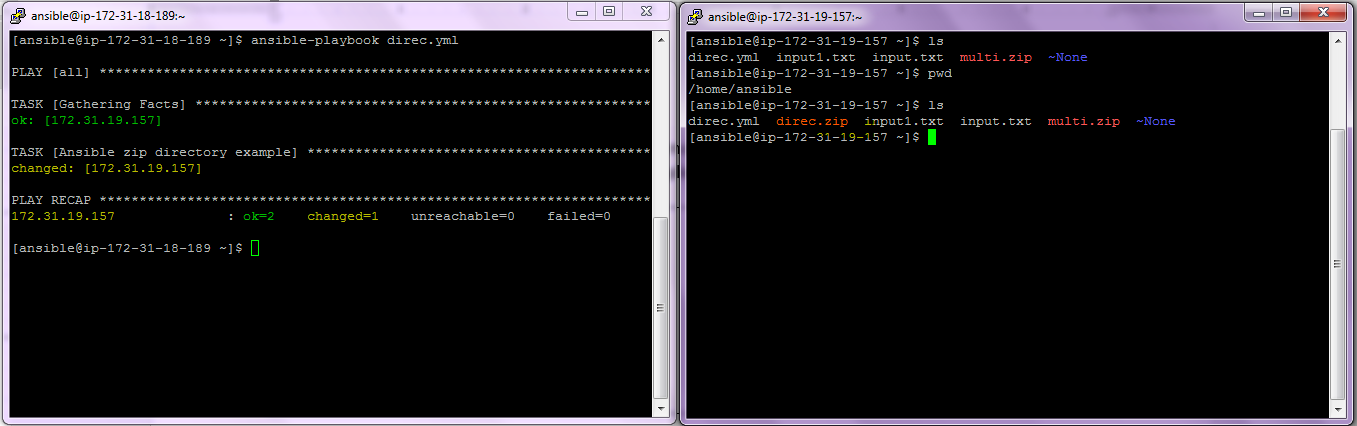 ansible@ip-172-31-18-189:~
[ansible@ip-172-31-18-189 ~]$ ansible-playbook direc.yml
PLAY [all] *************************************************************************
TASK [Gathering Facts] *********************************************************
ok: [172.31.19.157]
TASK [Ansible zip directory example] *******************************************
changed: [172.31.19.157]
PLAY RECAP *********************************************************************
172.31.19.157 : ok=2 changed=1 unreachable=0 failed=0
[ansible@ip-172-31-18-189 ~]$
ansible@ip-172-31-19-157:~
[ansible@ip-172-31-19-157 ~]$ ls
direc.yml input1.txt input.txt multi.zip ~None
[ansible@ip-172-31-19-157 ~]$ pwd
/home/ansible
[ansible@ip-172-31-19-157 ~]$ ls
direc.yml direc.zip input1.txt input.txt multi.zip ~None
[ansible@ip-172-31-19-157 ~]$